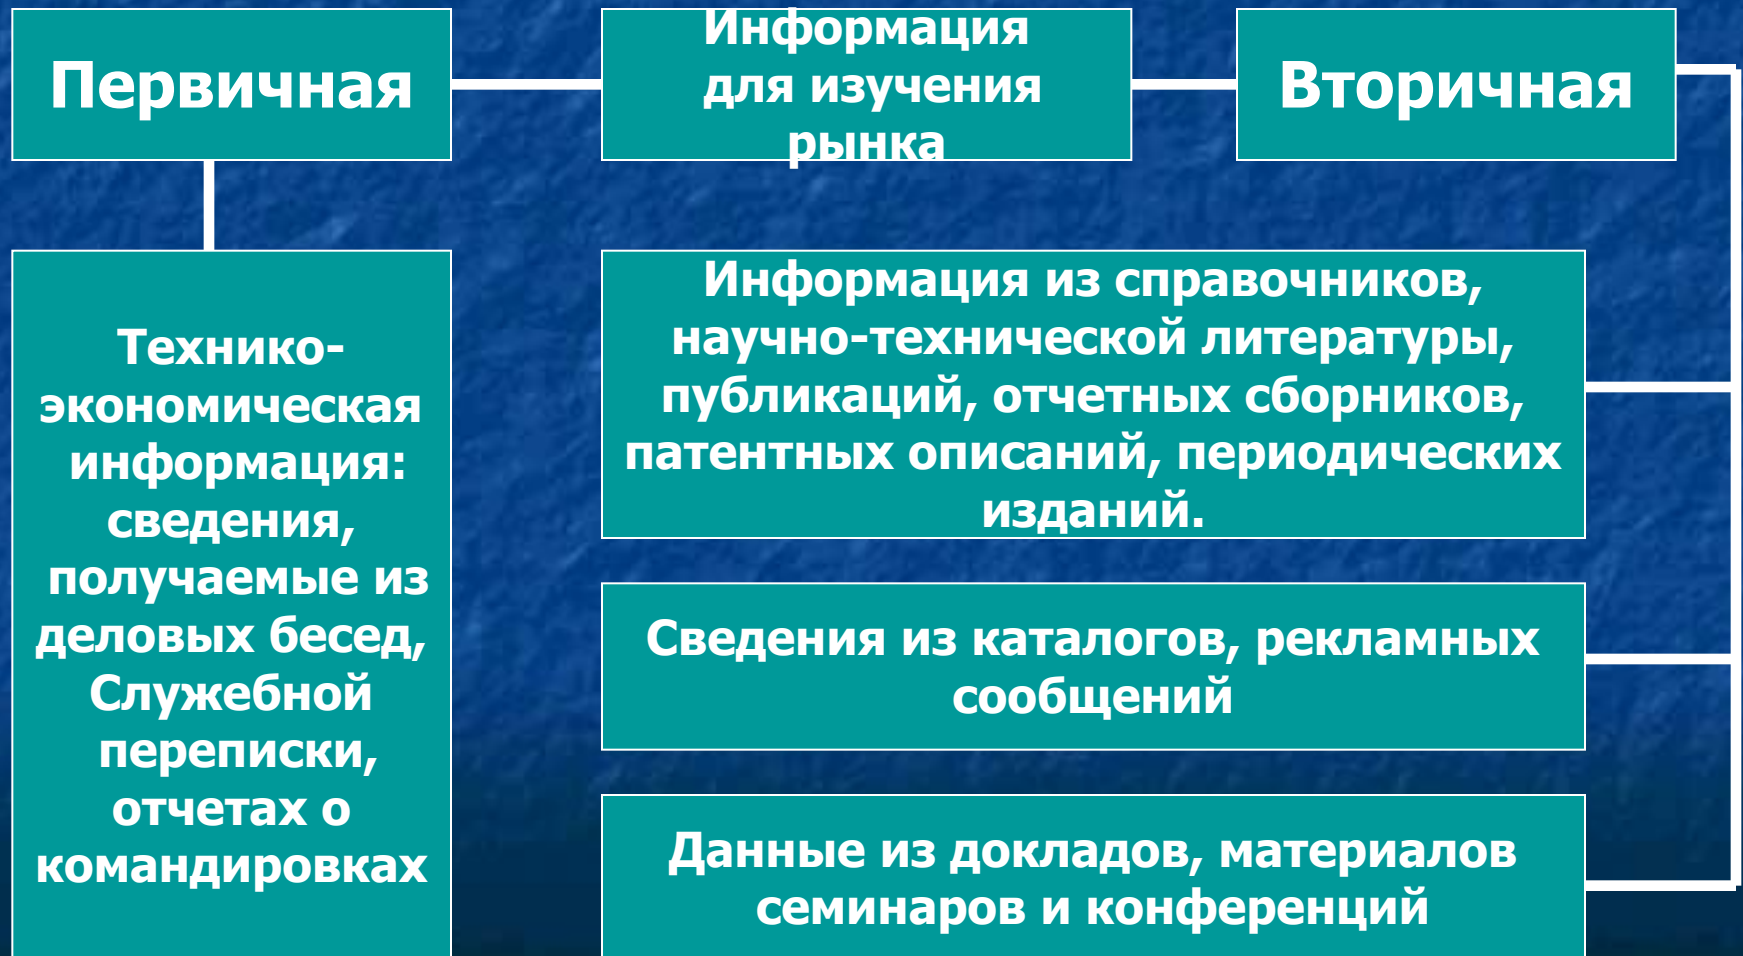 Первичная
Информация
для изучения
рынка
Вторичная
Технико-
экономическая
информация:
сведения,
получаемые из
деловых бесед,
Служебной
переписки,
отчетах о
командировках
Информация из справочников,
научно-технической литературы,
публикаций, отчетных сборников,
патентных описаний, периодических
изданий.
Сведения из каталогов, рекламных
сообщений
Данные из докладов, материалов
семинаров и конференций